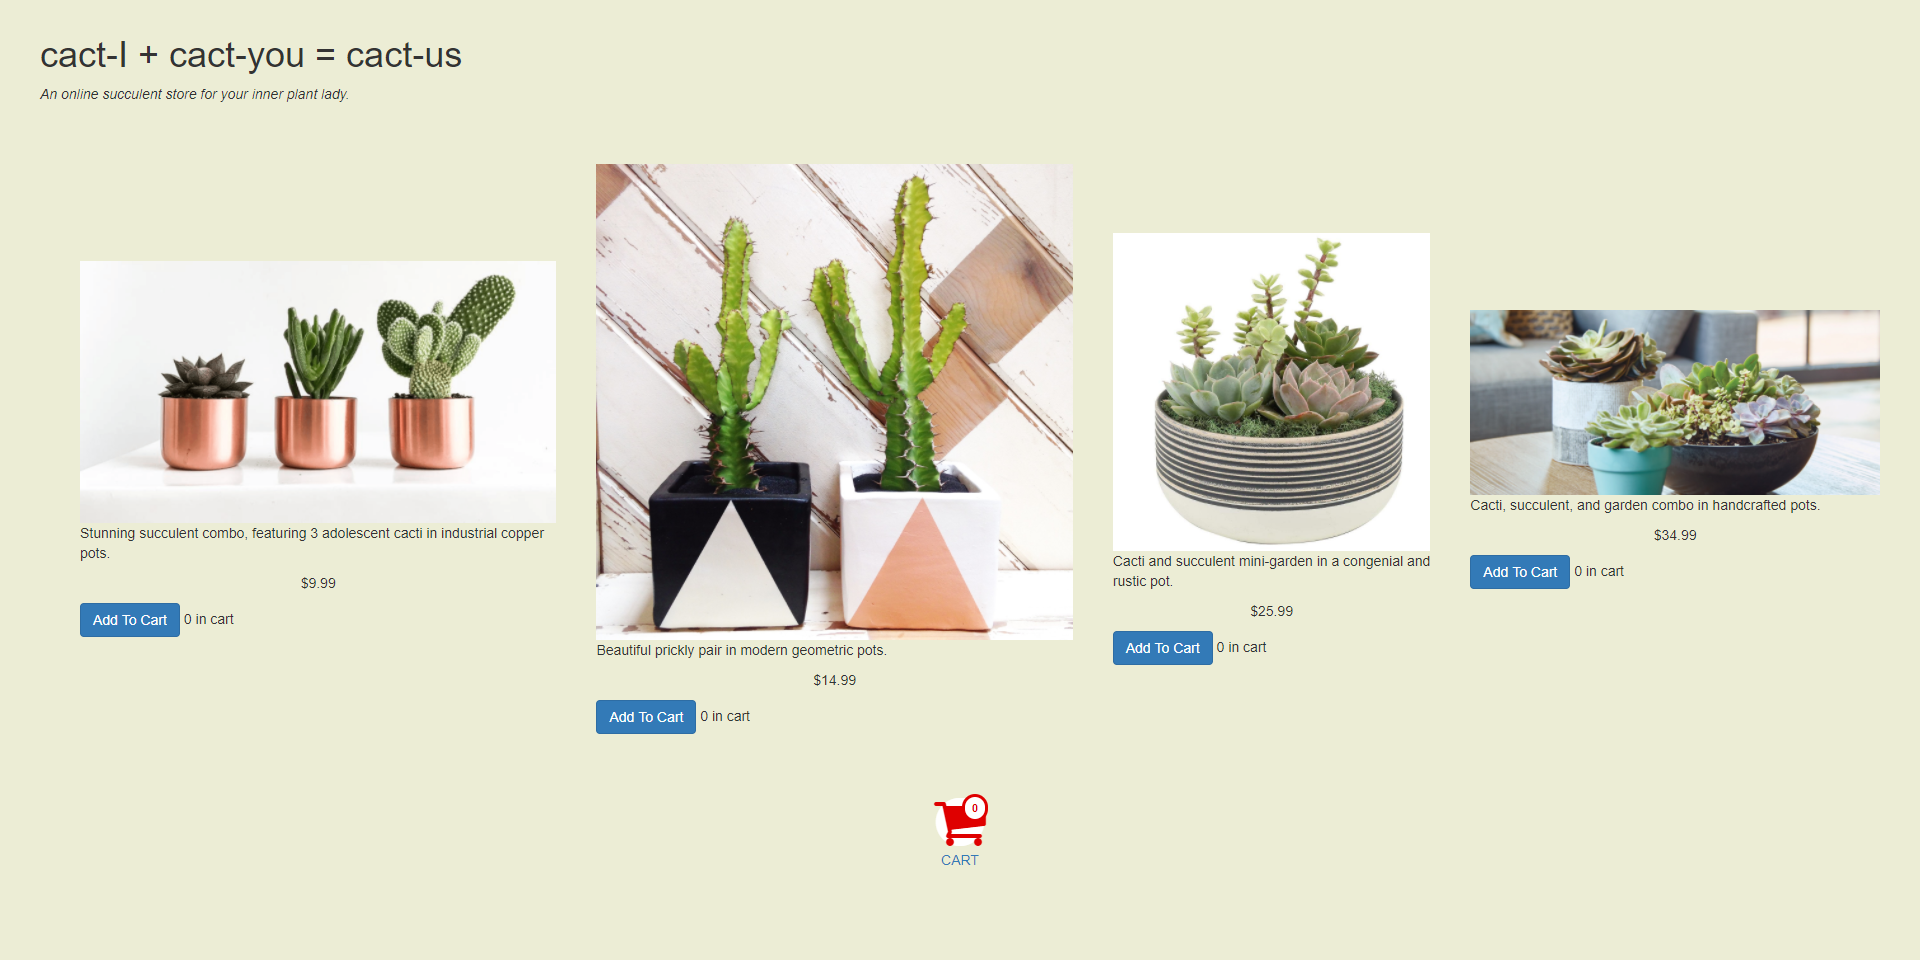 cact-I + cact-you = cact-us
An online succulent store for your inner plant lady.
Stunning succulent combo, featuring 3 adolescent cacti in industrial copper
pots.
$9.99
Add To Cart 0 in cart
Beautiful prickly pair in modern geometric pots.
$14.99
Add To Cart 0 in cart
Cacti and succulent mini-garden in a congenial and
rustic pot.
$25.99
Add To Cart 0 in cart
Cacti, succulent, and garden combo in handcrafted pots.
$34.99
Add To Cart 0 in cart
0
CART